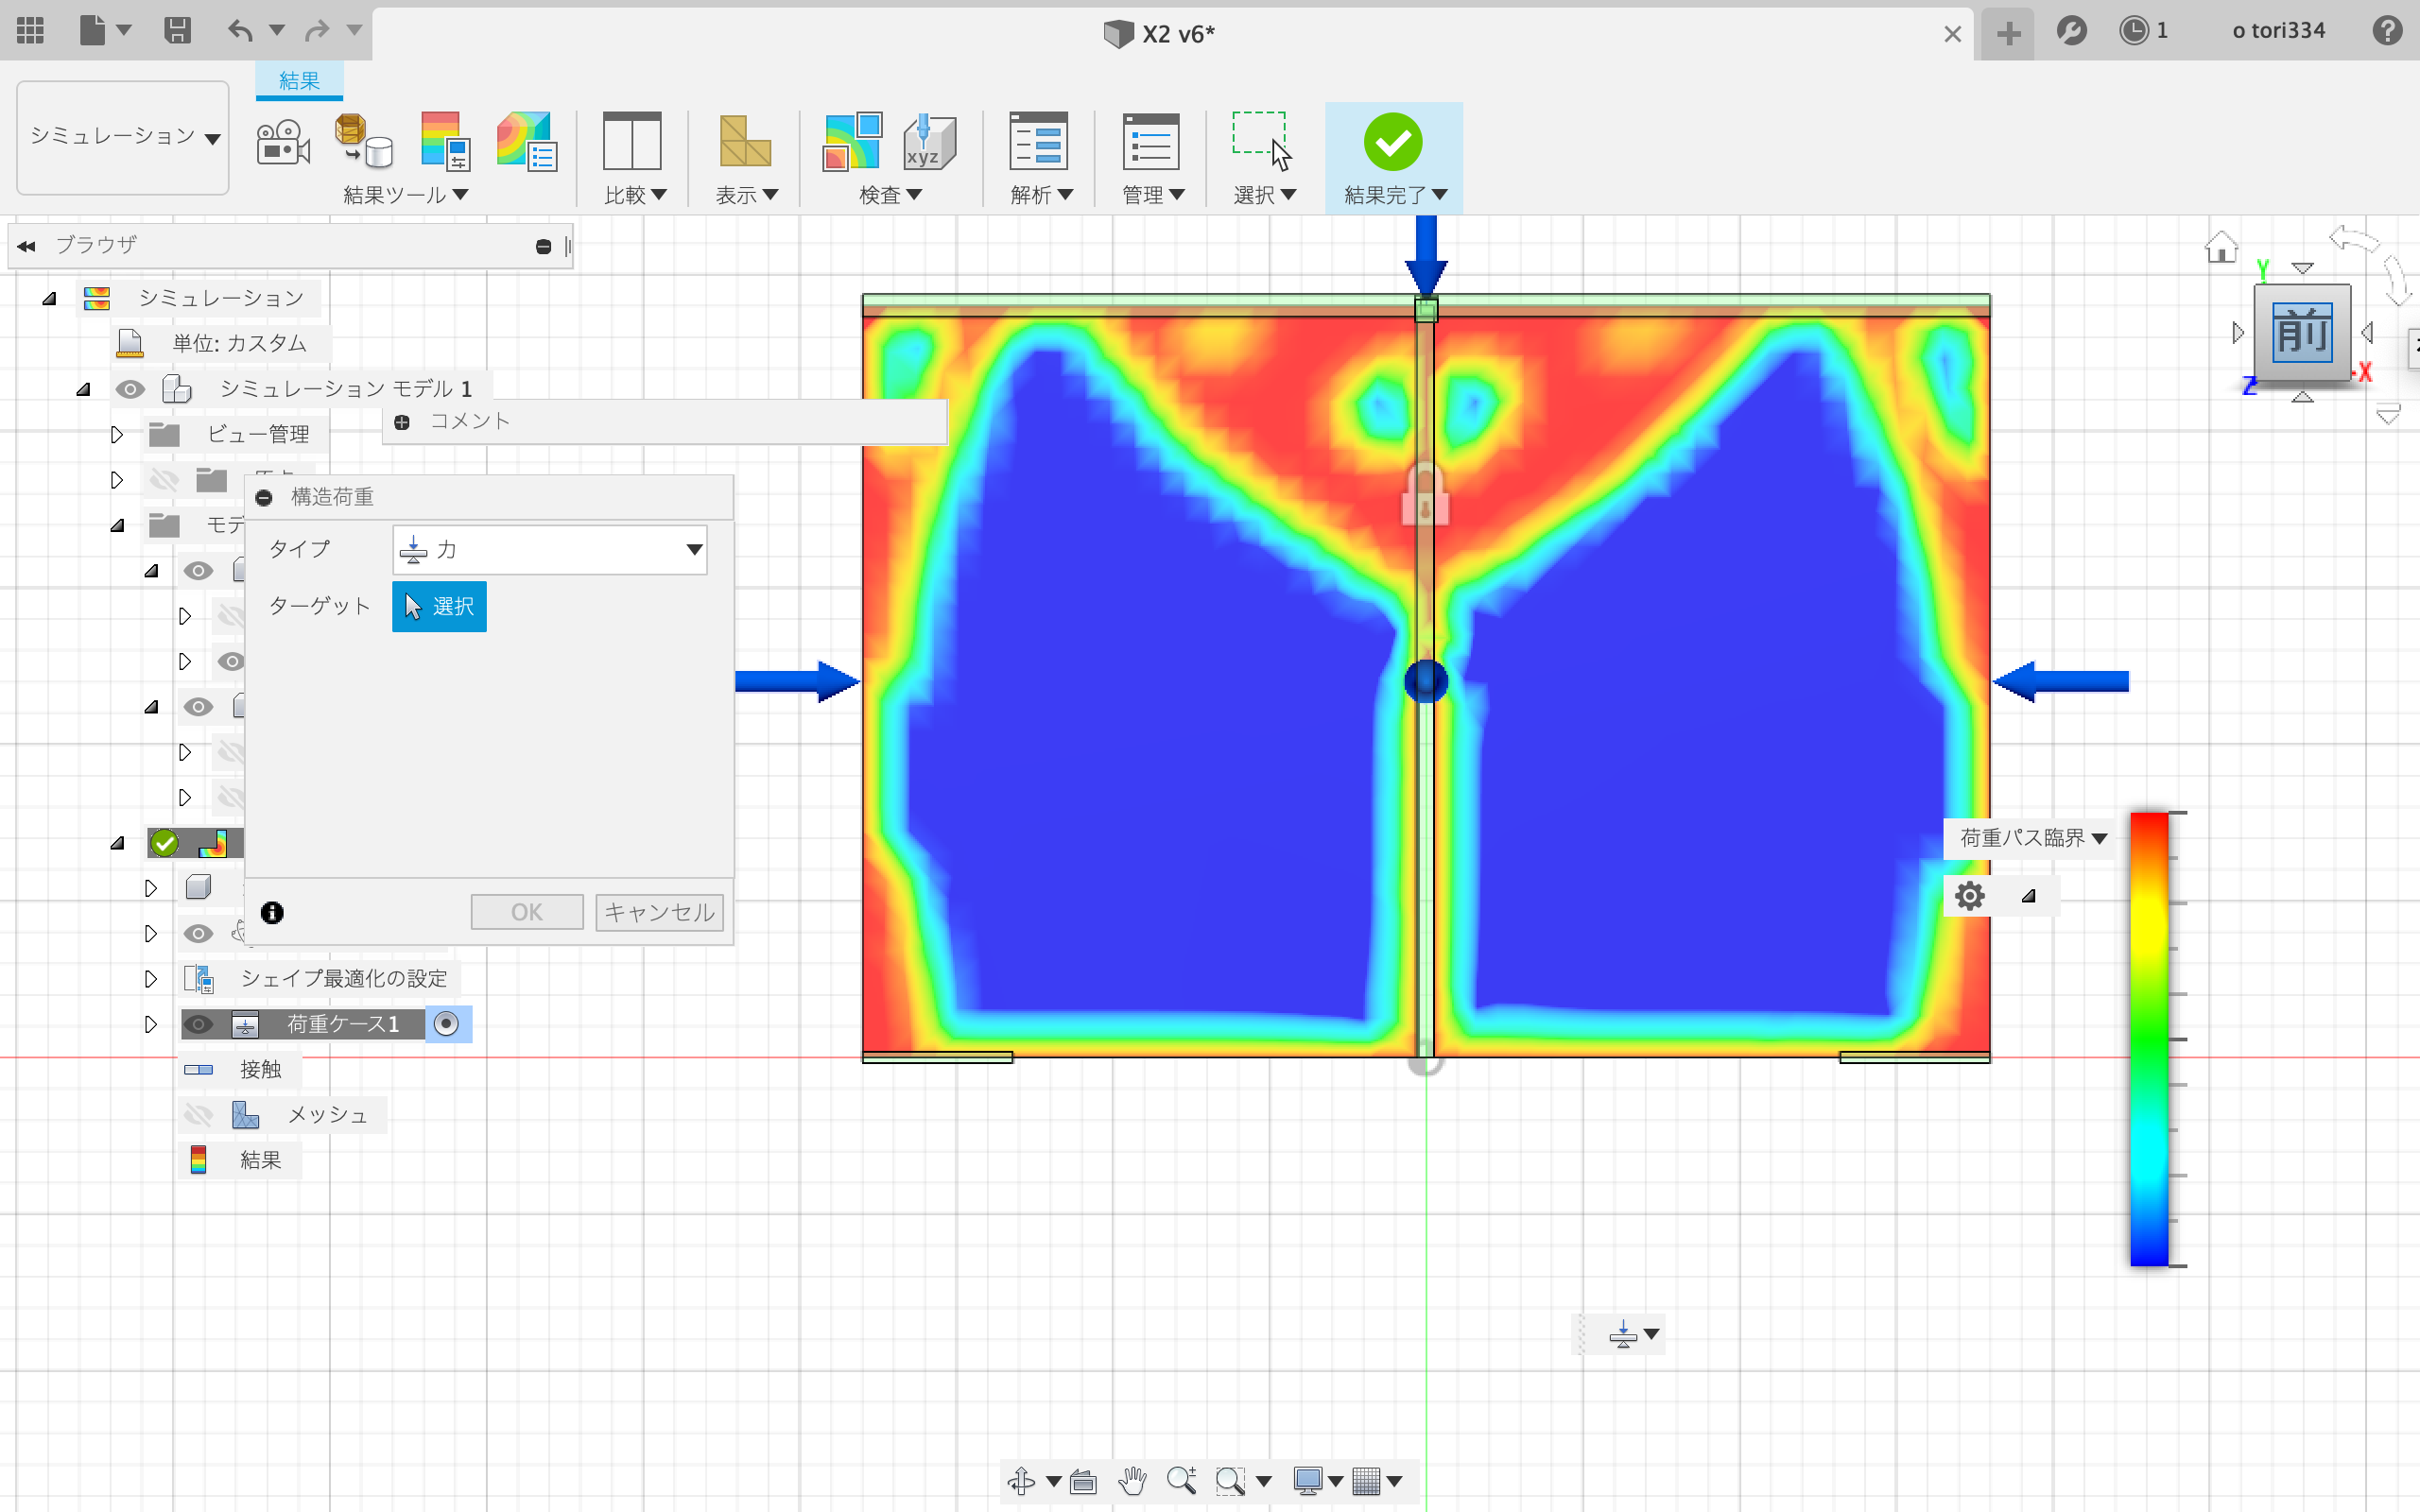 X2 v6*
1
o tori334
結果
シミュレーション
結果ツール
比較
表示
検査
xyz
解析
管理
選択
結果完了
ブラウザ
シミュレーション
単位: カスタム
シミュレーション モデル 1
コメント
ビュー管理
構造荷重
タイプ
力
ターゲット
選択
OK
キャンセル
シェイプ最適化の設定
荷重ケース1
接触
メッシュ
結果
Y
前
Z
-X
荷重パス臨界